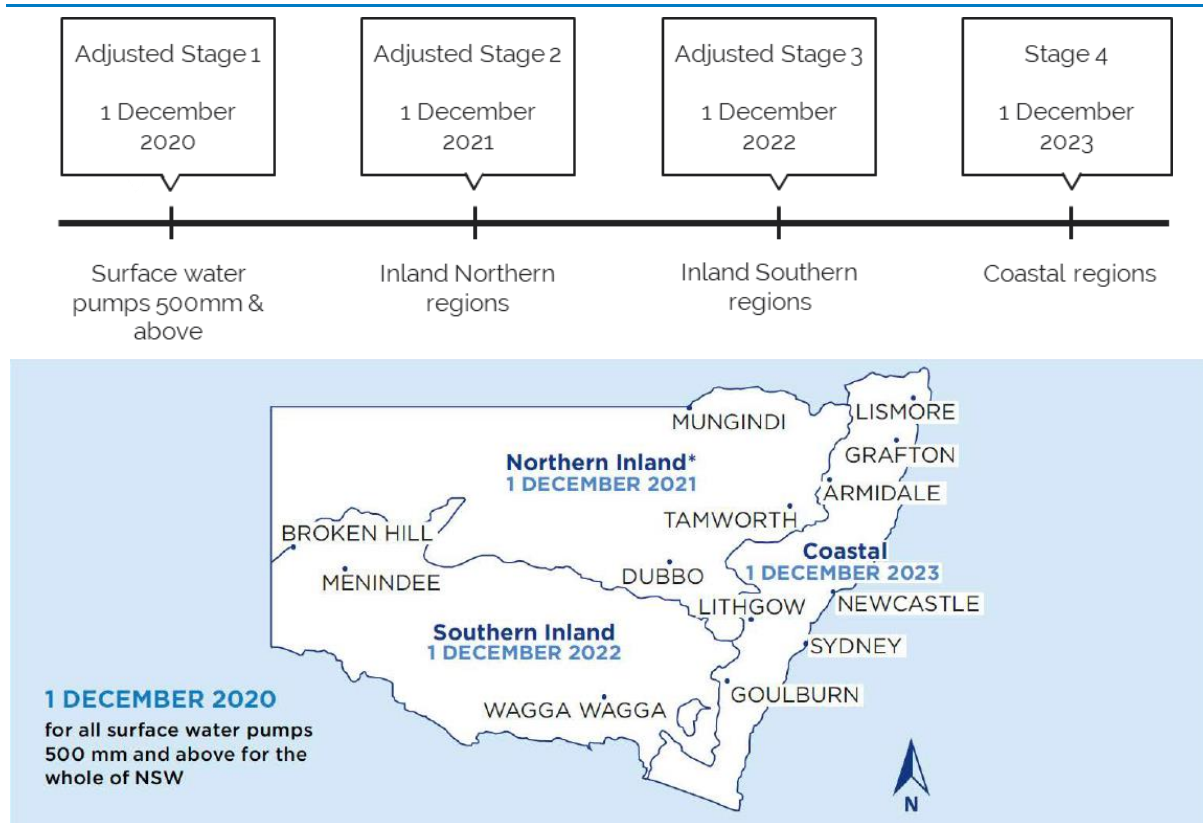 Adjusted Stage 1
1 December
2020
Adjusted Stage 2
1 December
2021
Adjusted Stage 3
1 December
2022
Stage 4
1 December
2023
Surface water
pumps 500mm &
above
Inland Northern
regions
Inland Southern
regions
Coastal regions
MUNGINDI
LISMORE
GRAFTON
Northern Inland*
1 DECEMBER 2021
ARMIDALE
TAMWORTH
BROKEN HILL
Coastal
1 DECEMBER 2023
MENINDEE
DUBBO
LITHGOW
NEWCASTLE
Southern Inland
1 DECEMBER 2022
SYDNEY
GOULBURN
WAGGA WAGGA
1 DECEMBER 2020
for all surface water pumps
500 mm and above for the
whole of NSW
N